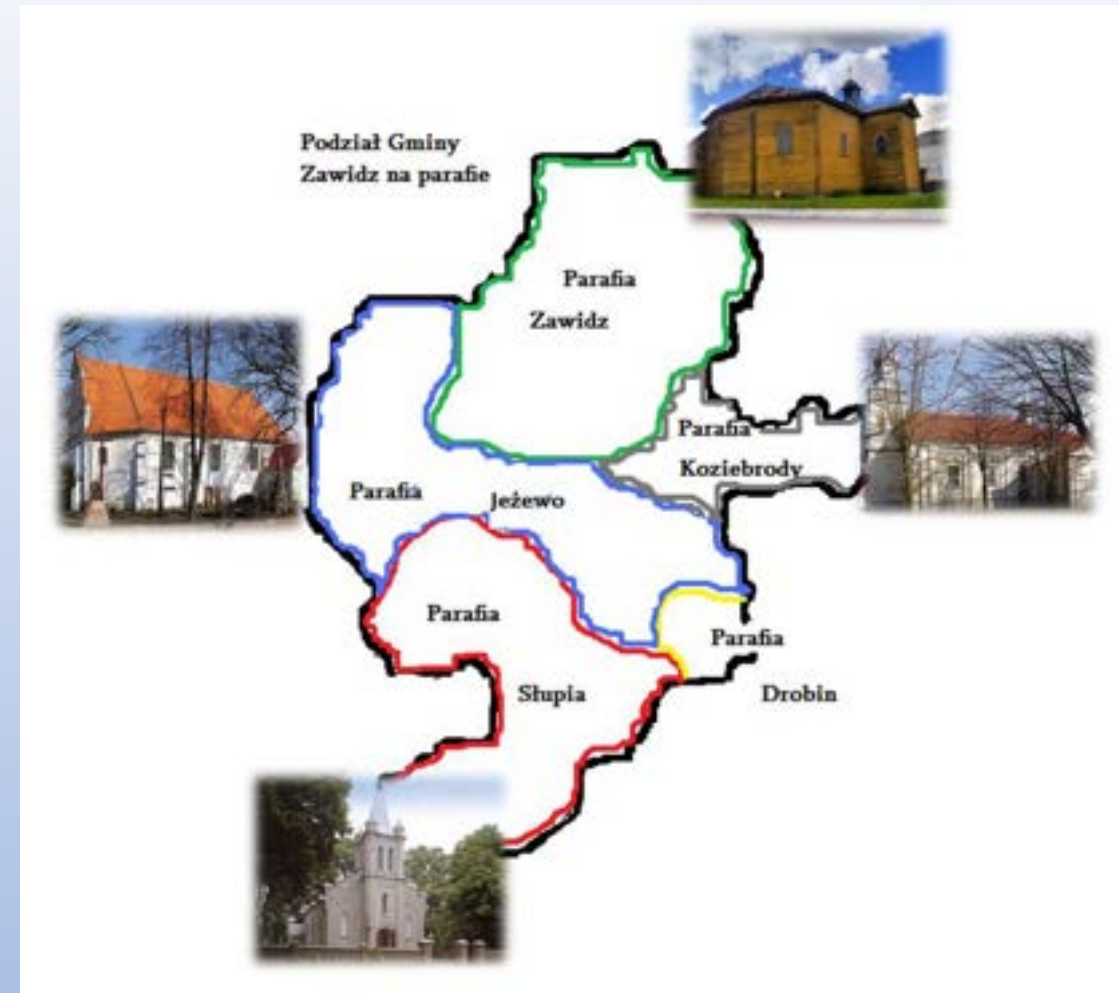 Podział Gminy
Zawidz na parafie
Parafia
Zawidz
Parafia
Koziebrody
Parafia Jeżewo
Parafia
Słupia
Parafia
Drobin